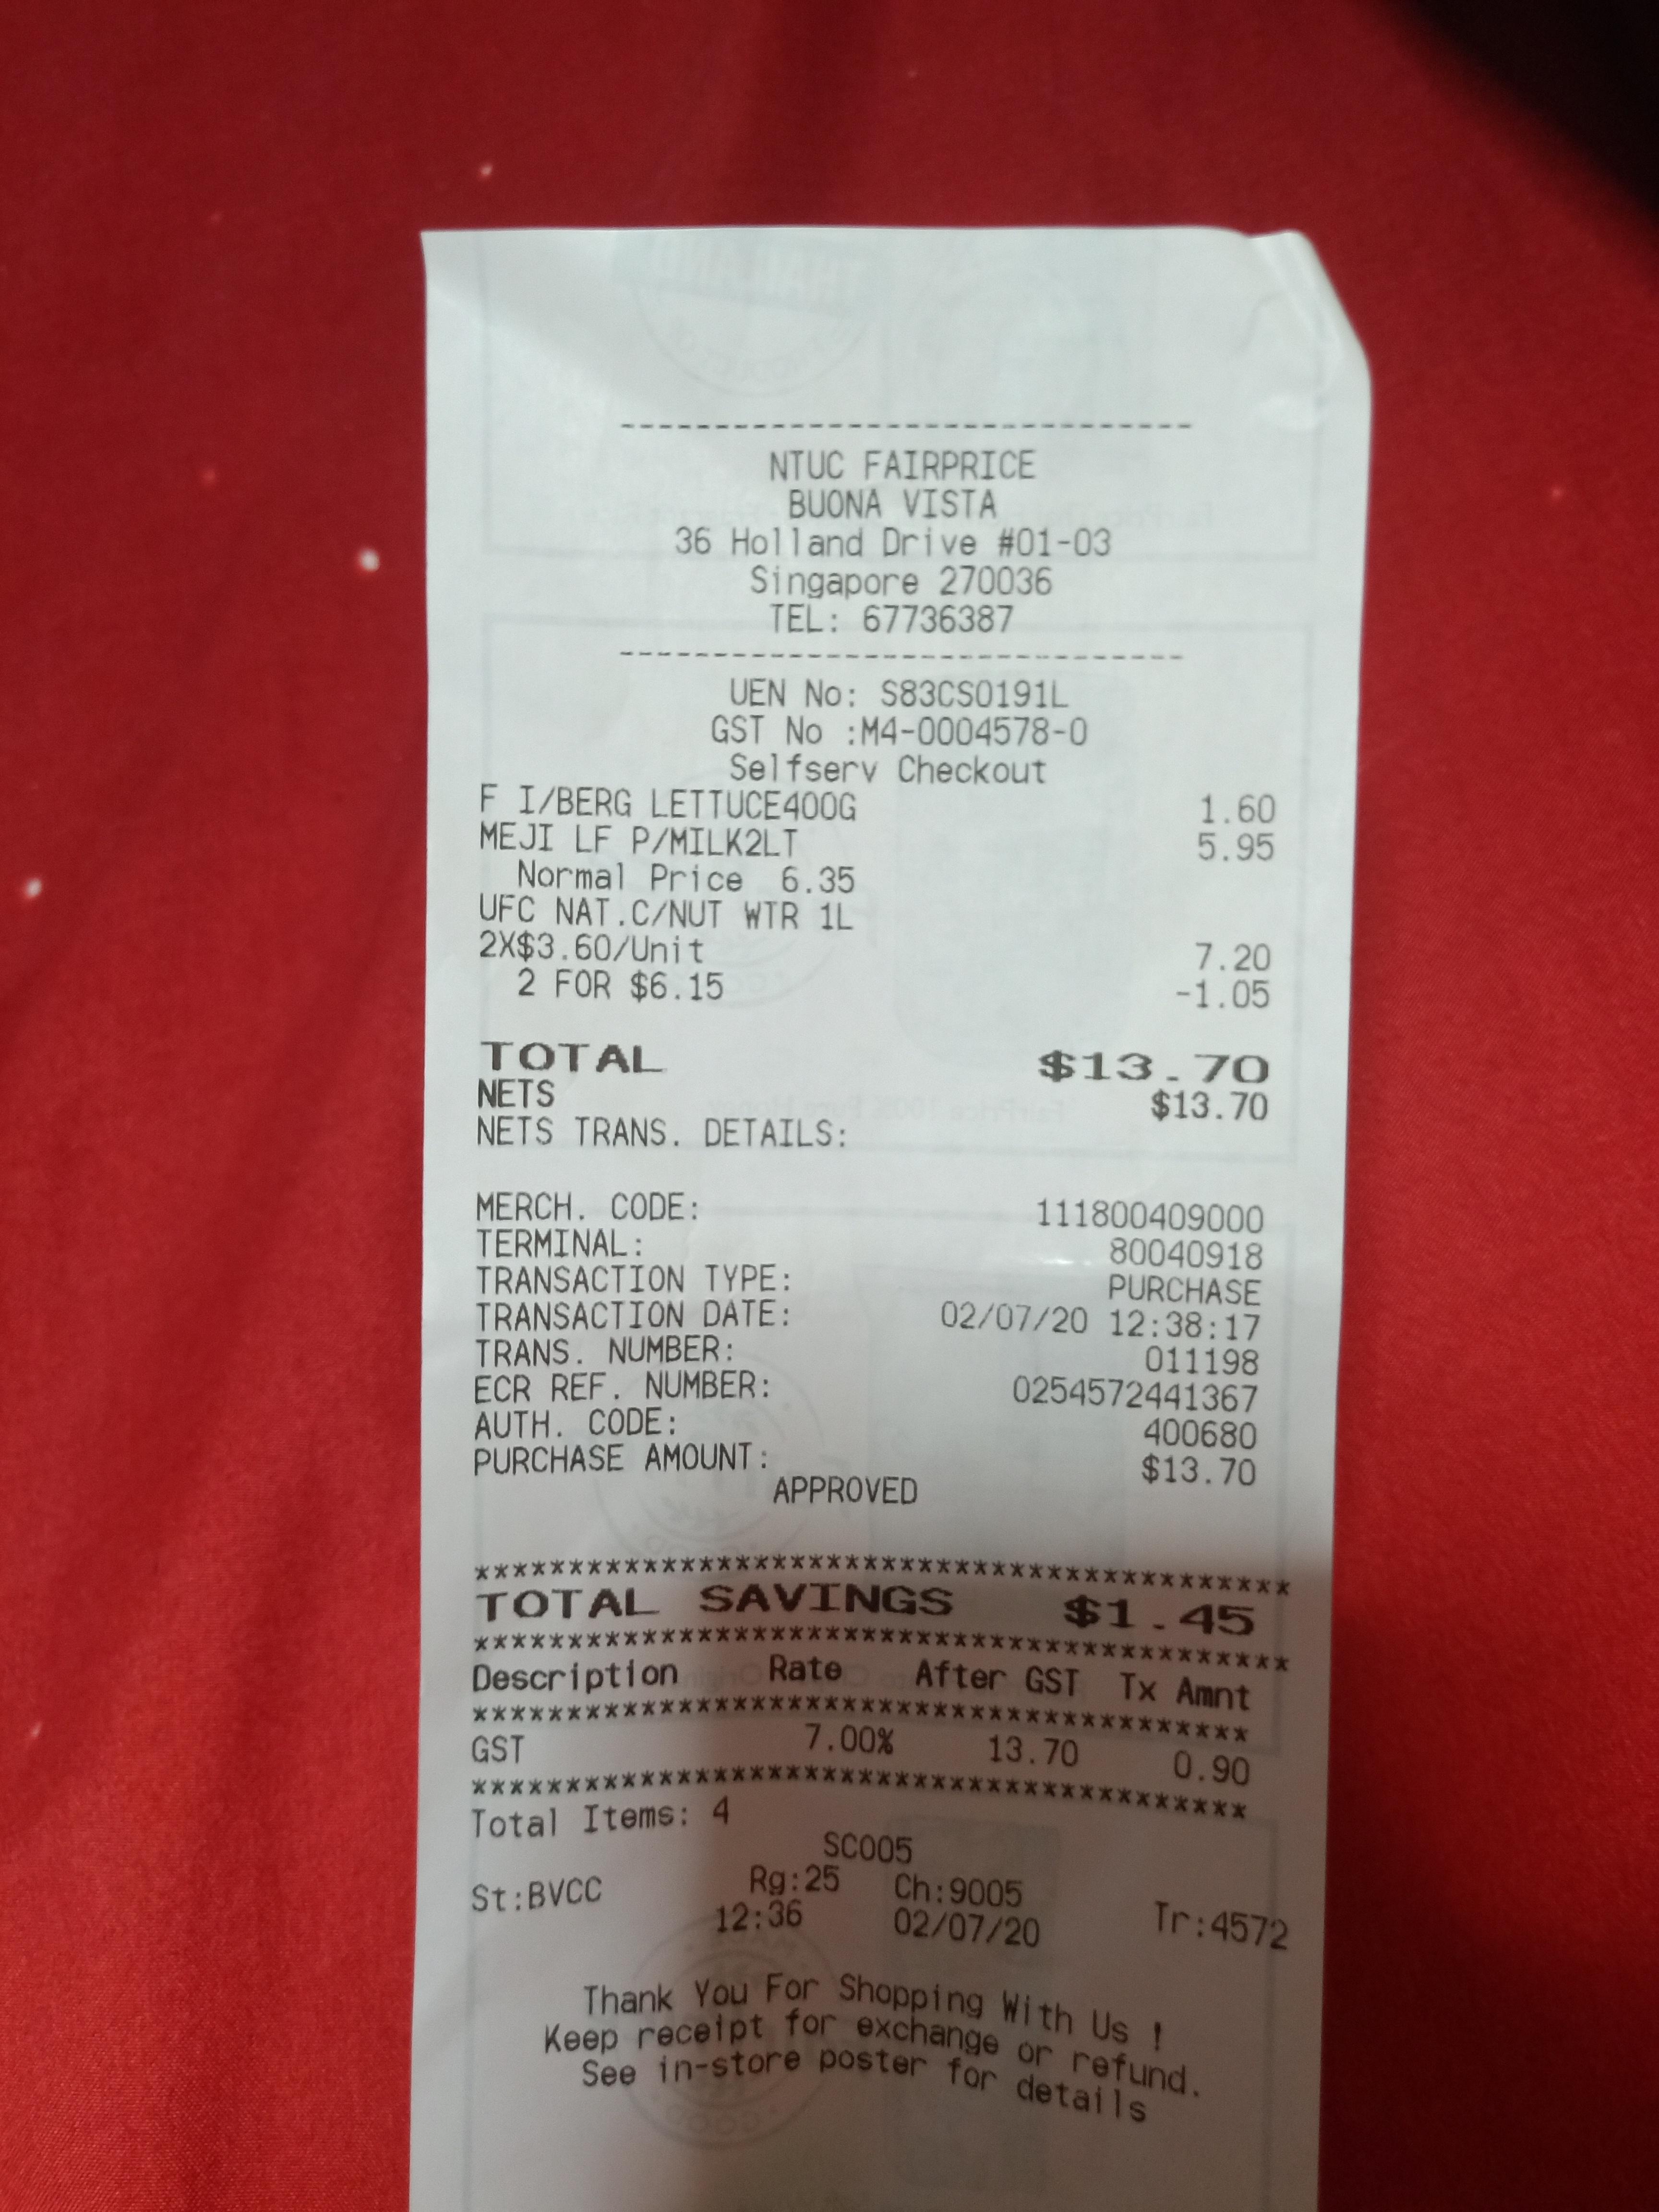 ------------------------------
NTUC FAIRPRICE
BUONA VISTA
36 Holland Drive #01-03
Singapore 270036
TEL: 67736387
------------------------------
UEN No: S83CS0191L
GST No :M4-0004578-0
Selfserv Checkout
F I/BERG LETTUCE400G 1.60
MEJI LF P/MILK2LT 5.95
Normal Price 6.35
UFC NAT.C/NUT WTR 1L
2X$3.60/Unit 7.20
2 FOR $6.15 -1.05
TOTAL $13.70
NETS $13.70
NETS TRANS. DETAILS:
MERCH. CODE: 111800409000
TERMINAL: 80040918
TRANSACTION TYPE: PURCHASE
TRANSACTION DATE: 02/07/20 12:38:17
TRANS. NUMBER: 011198
ECR REF. NUMBER: 0254572441367
AUTH. CODE: 400680
PURCHASE AMOUNT: $13.70
APPROVED
********************************************
TOTAL SAVINGS $1.45
********************************************
Description Rate After GST Tx Amnt
******************************************
GST 7.00% 13.70 0.90
******************************************
Total Items: 4
SC005
St:BVCC Rg:25 Ch:9005 Tr:4572
12:36 02/07/20
Thank You For Shopping With Us !
Keep receipt for exchange or refund.
See in-store poster for details